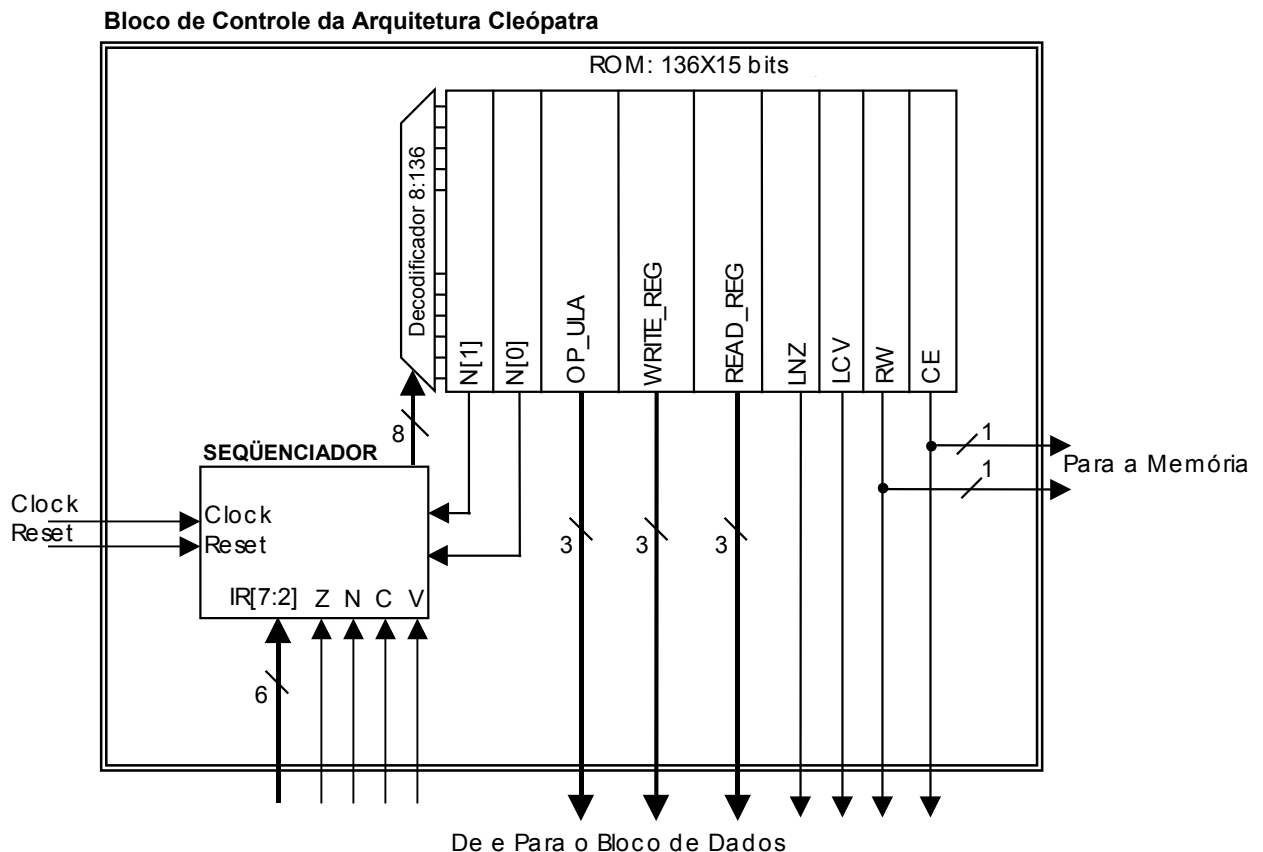 Bloco de Controle da Arquitetura Cleópatra
ROM: 136X15 bits
Decodificador 8:136
N[1]
N[0]
OP_ULA
WRITE_REG
READ_REG
LNZ
LCV
RW
CE
8
1
Para a Memória
1
SEQÜENCIADOR
Clock
Clock
Reset
Reset
3
3
3
IR[7:2] Z N C V
6
De e Para o Bloco de Dados